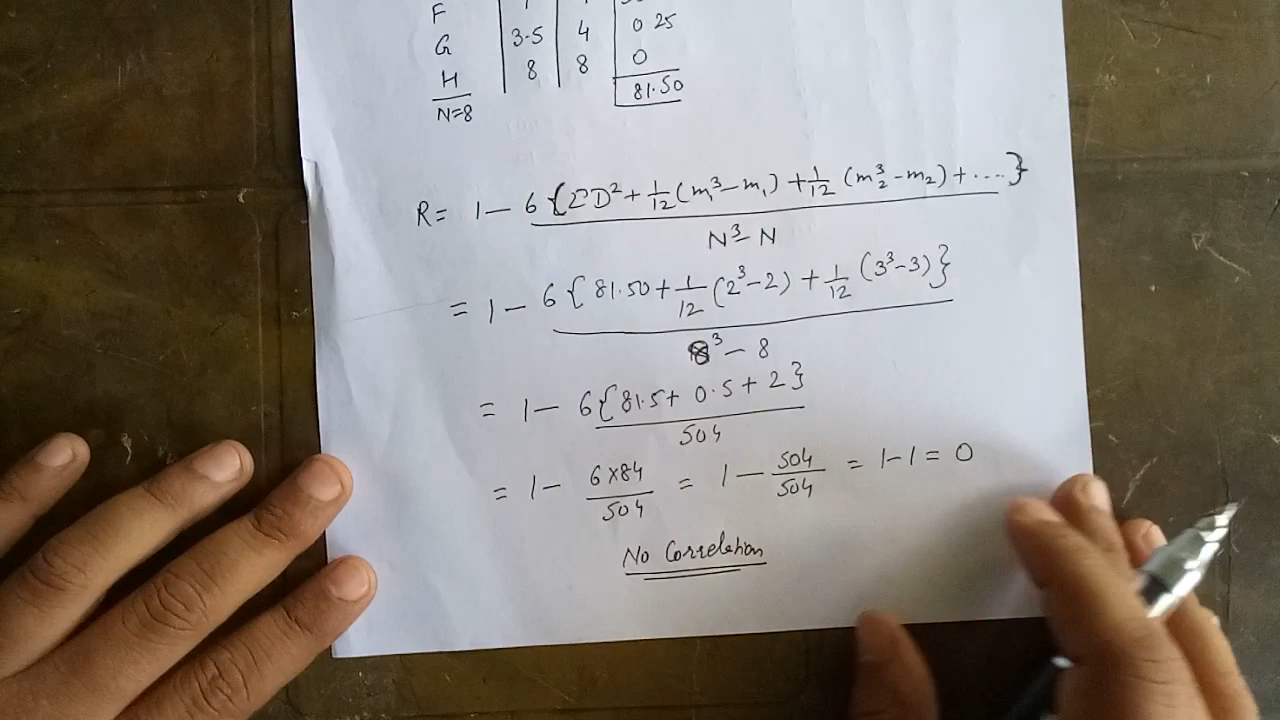 F
G 3.5 4 0 25
H 8 8 0
N=8 81.50
R= 1 - 6 {ΣD² + 1/12 (m₁³ - m₁) + 1/12 (m₂³ - m₂) + ....} / N³ - N
= 1 - 6 { 81.50 + 1/12 (2³ - 2) + 1/12 (3³ - 3) } / 8³ - 8
= 1 - 6 { 81.5 + 0.5 + 2 } / 504
= 1 - 6×84 / 504 = 1 - 504 / 504 = 1 - 1 = 0
No Correlation